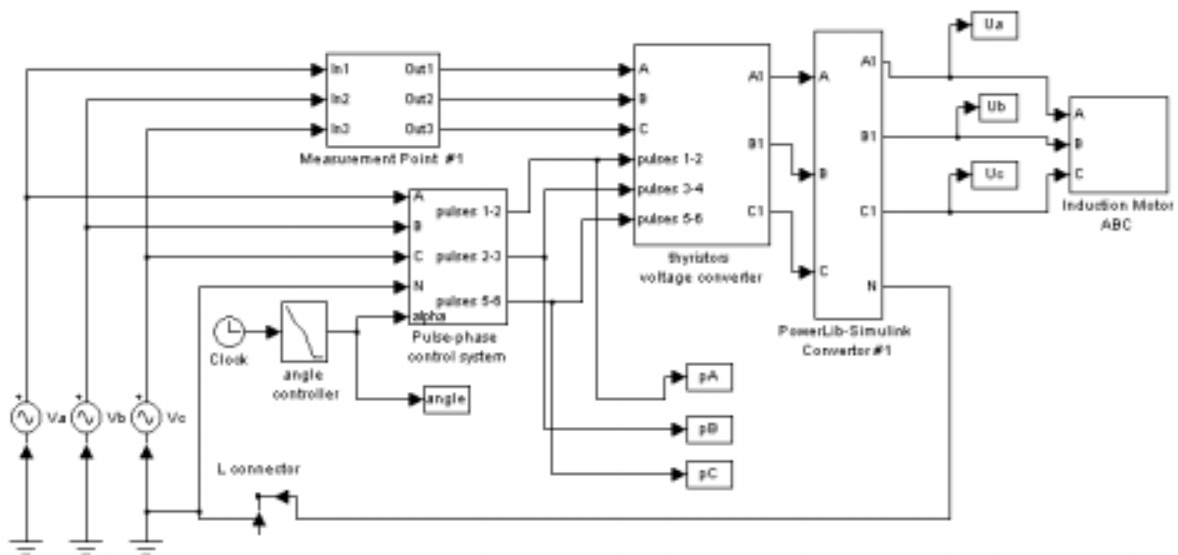 Ua
In1 Out1
In2 Out2
In3 Out3
Measurement Point #1
A A1
B
C B1
pulses 1-2
pulses 3-4 C1
pulses 5-6
thyristors
voltage converter
A A1
B B1
C1
C N
PowerLib-Simulink
Convertor #1
Ub
Uc
A
B
C
Induction Motor
ABC
A
pulses 1-2
B
C pulses 2-3
N
pulses 5-6
alpha
Pulse-phase
control system
Clock
angle
controller
angle
pA
pB
pC
+ + +
Va Vb Vc
L connector